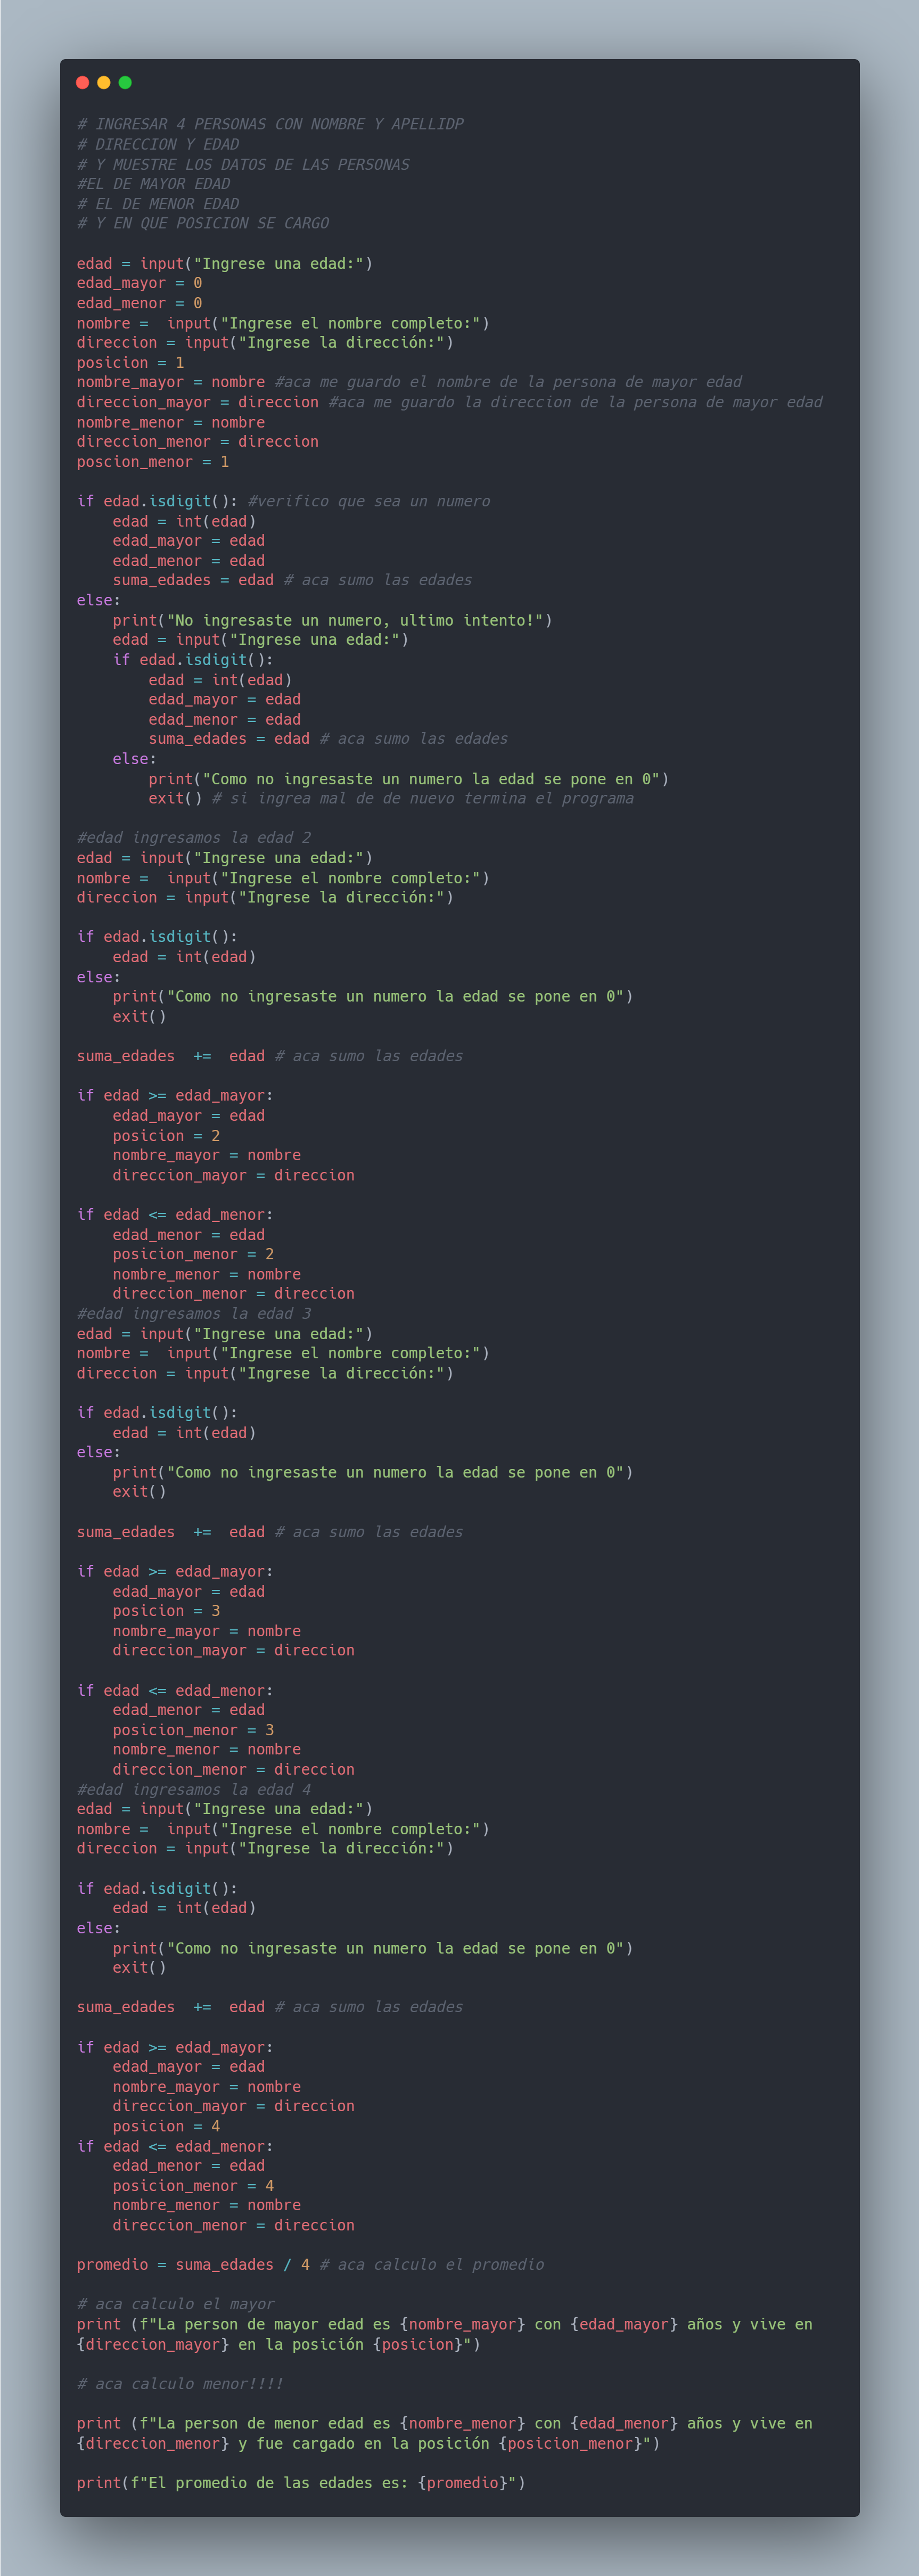 # INGRESAR 4 PERSONAS CON NOMBRE Y APELLIDP
# DIRECCION Y EDAD
# Y MUESTRE LOS DATOS DE LAS PERSONAS
#EL DE MAYOR EDAD
# EL DE MENOR EDAD
# Y EN QUE POSICION SE CARGO

edad = input("Ingrese una edad:")
edad_mayor = 0
edad_menor = 0
nombre =  input("Ingrese el nombre completo:")
direccion = input("Ingrese la dirección:")
posicion = 1
nombre_mayor = nombre #aca me guardo el nombre de la persona de mayor edad
direccion_mayor = direccion #aca me guardo la direccion de la persona de mayor edad
nombre_menor = nombre
direccion_menor = direccion
poscion_menor = 1

if edad.isdigit(): #verifico que sea un numero
    edad = int(edad)
    edad_mayor = edad
    edad_menor = edad
    suma_edades = edad # aca sumo las edades
else:
    print("No ingresaste un numero, ultimo intento!")
    edad = input("Ingrese una edad:")
    if edad.isdigit():
        edad = int(edad)
        edad_mayor = edad
        edad_menor = edad
        suma_edades = edad # aca sumo las edades
    else:
        print("Como no ingresaste un numero la edad se pone en 0")
        exit() # si ingrea mal de de nuevo termina el programa

#edad ingresamos la edad 2
edad = input("Ingrese una edad:")
nombre =  input("Ingrese el nombre completo:")
direccion = input("Ingrese la dirección:")

if edad.isdigit():
    edad = int(edad)
else:
    print("Como no ingresaste un numero la edad se pone en 0")
    exit()

suma_edades  +=  edad # aca sumo las edades

if edad >= edad_mayor:
    edad_mayor = edad
    posicion = 2
    nombre_mayor = nombre
    direccion_mayor = direccion

if edad <= edad_menor:
    edad_menor = edad
    posicion_menor = 2
    nombre_menor = nombre
    direccion_menor = direccion
#edad ingresamos la edad 3
edad = input("Ingrese una edad:")
nombre =  input("Ingrese el nombre completo:")
direccion = input("Ingrese la dirección:")

if edad.isdigit():
    edad = int(edad)
else:
    print("Como no ingresaste un numero la edad se pone en 0")
    exit()

suma_edades  +=  edad # aca sumo las edades

if edad >= edad_mayor:
    edad_mayor = edad
    posicion = 3
    nombre_mayor = nombre
    direccion_mayor = direccion

if edad <= edad_menor:
    edad_menor = edad
    posicion_menor = 3
    nombre_menor = nombre
    direccion_menor = direccion
#edad ingresamos la edad 4
edad = input("Ingrese una edad:")
nombre =  input("Ingrese el nombre completo:")
direccion = input("Ingrese la dirección:")

if edad.isdigit():
    edad = int(edad)
else:
    print("Como no ingresaste un numero la edad se pone en 0")
    exit()

suma_edades  +=  edad # aca sumo las edades

if edad >= edad_mayor:
    edad_mayor = edad
    nombre_mayor = nombre
    direccion_mayor = direccion
    posicion = 4
if edad <= edad_menor:
    edad_menor = edad
    posicion_menor = 4
    nombre_menor = nombre
    direccion_menor = direccion

promedio = suma_edades / 4 # aca calculo el promedio

# aca calculo el mayor
print (f"La person de mayor edad es {nombre_mayor} con {edad_mayor} años y vive en
{direccion_mayor} en la posición {posicion}")

# aca calculo menor!!!!

print (f"La person de menor edad es {nombre_menor} con {edad_menor} años y vive en
{direccion_menor} y fue cargado en la posición {posicion_menor}")

print(f"El promedio de las edades es: {promedio}")